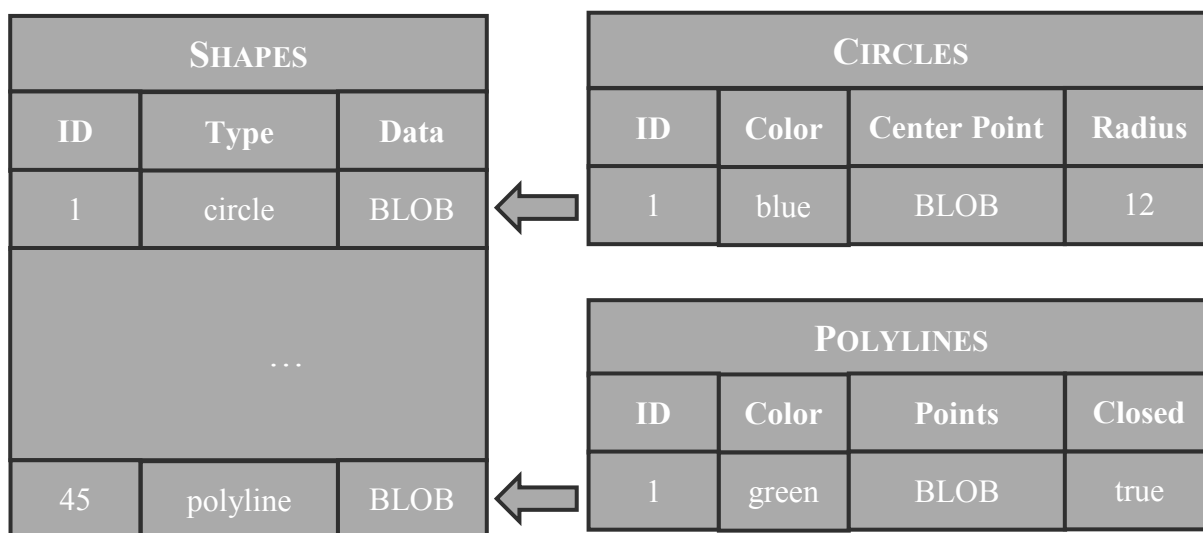 SHAPES
ID Type Data
1 circle BLOB
…
45 polyline BLOB
CIRCLES
ID Color Center Point Radius
1 blue BLOB 12
POLYLINES
ID Color Points Closed
1 green BLOB true